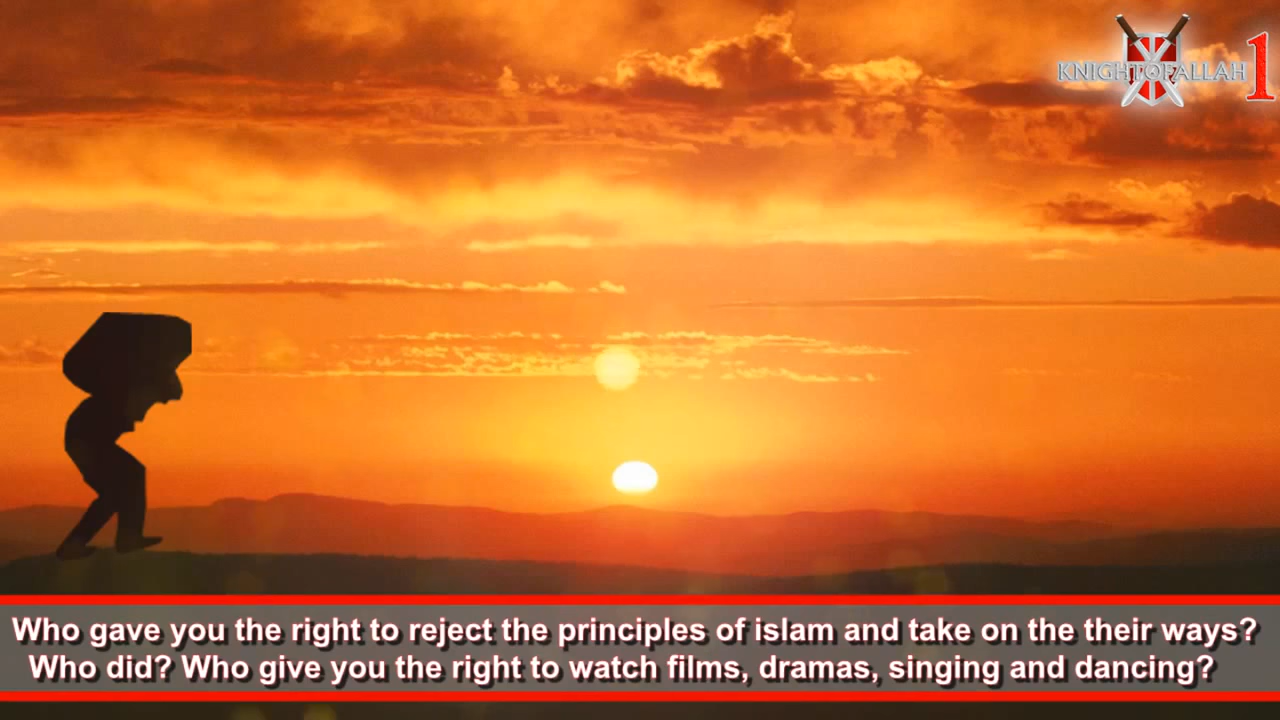 KNIGHTOFALLAH 1
Who gave you the right to reject the principles of islam and take on the their ways?
Who did? Who give you the right to watch films, dramas, singing and dancing?